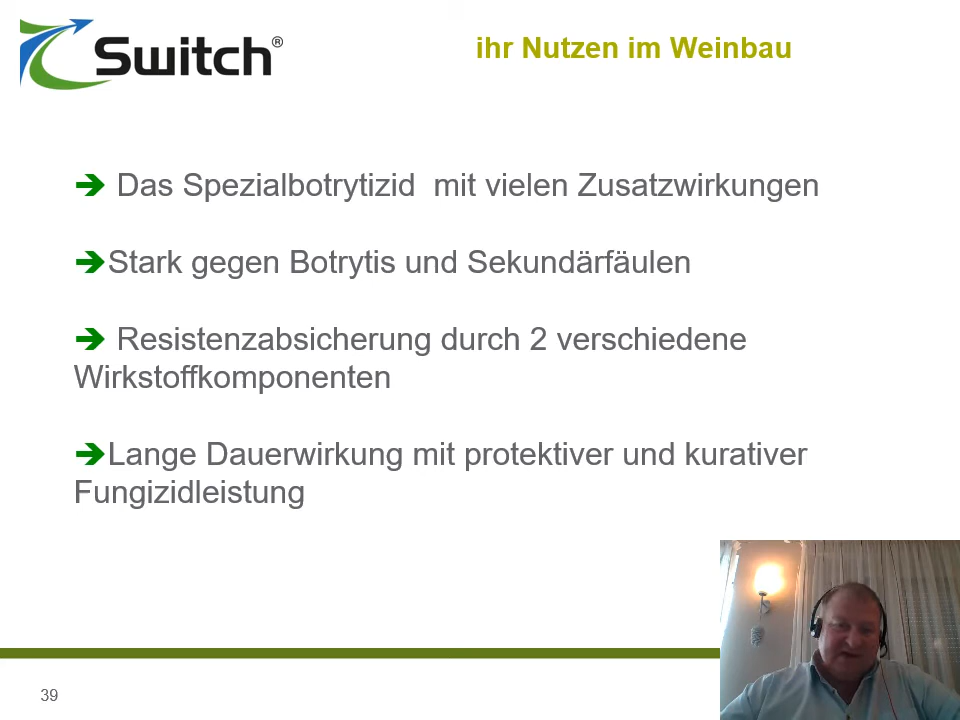 Switch®
ihr Nutzen im Weinbau
➔ Das Spezialbotrytizid  mit vielen Zusatzwirkungen
➔Stark gegen Botrytis und Sekundärfäulen
➔ Resistenzabsicherung durch 2 verschiedene
Wirkstoffkomponenten
➔Lange Dauerwirkung mit protektiver und kurativer
Fungizidleistung
39